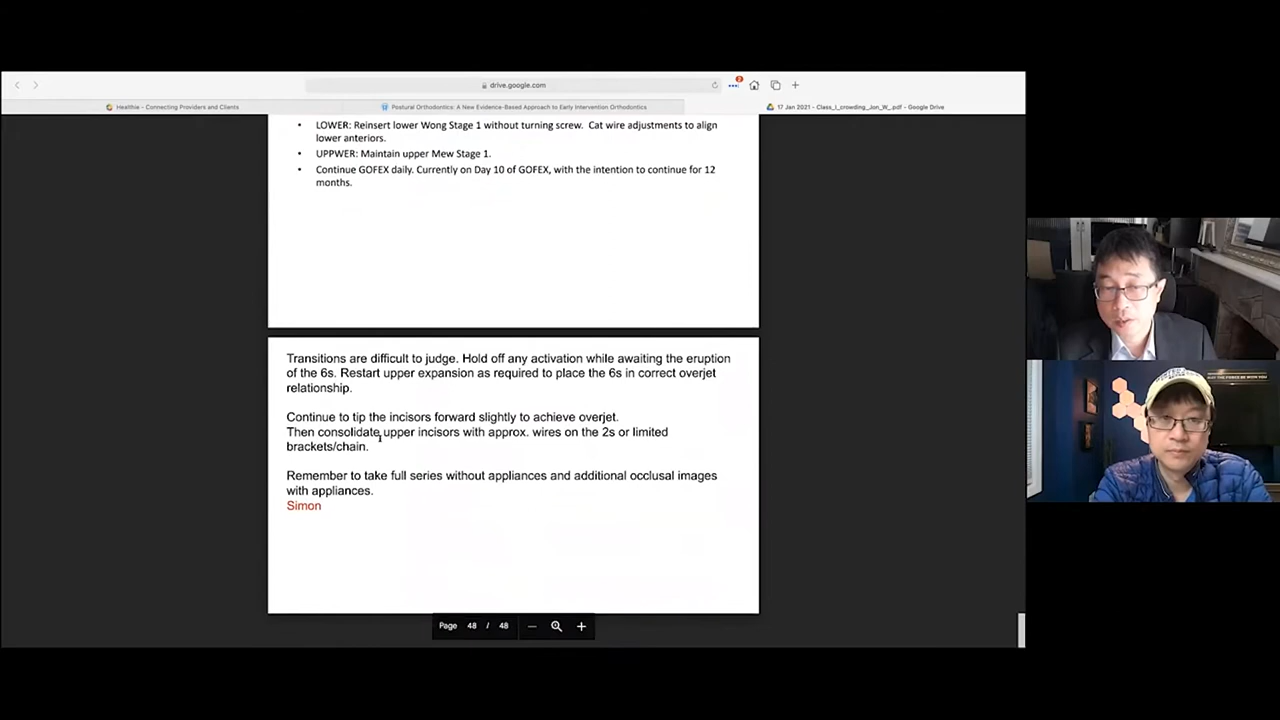 drive.google.com
2
Healthie - Connecting Providers and Clients
Postural Orthodontics: A New Evidence-Based Approach to Early Intervention Orthodontics
17 Jan 2021 - Class_I_crowding_Jon_W_.pdf - Google Drive
• LOWER: Reinsert lower Wong Stage 1 without turning screw. Cat wire adjustments to align
lower anteriors.
• UPPWER: Maintain upper Mew Stage 1.
• Continue GOFEX daily. Currently on Day 10 of GOFEX, with the intention to continue for 12
months.
Transitions are difficult to judge. Hold off any activation while awaiting the eruption
of the 6s. Restart upper expansion as required to place the 6s in correct overjet
relationship.
Continue to tip the incisors forward slightly to achieve overjet.
Then consolidate upper incisors with approx. wires on the 2s or limited
brackets/chain.
Remember to take full series without appliances and additional occlusal images
with appliances.
Simon
Page 48 / 48